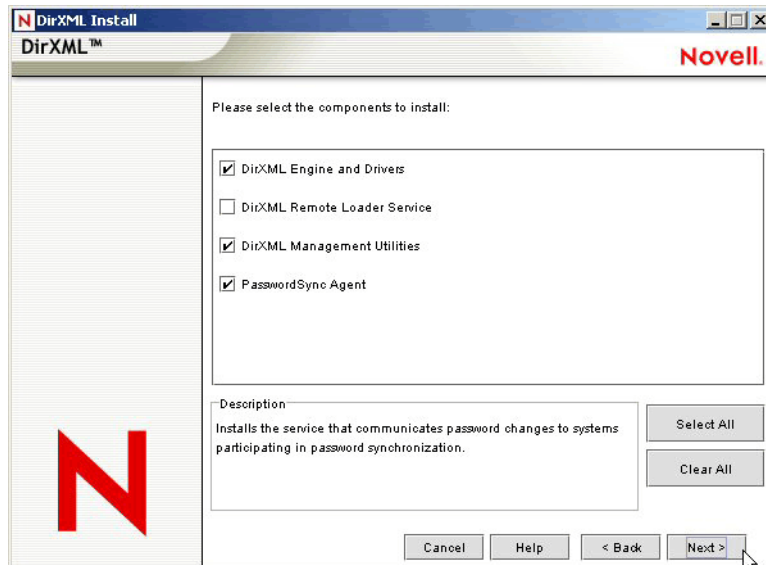 DirXML Install
DirXML™
Novell.
Please select the components to install:
DirXML Engine and Drivers
DirXML Remote Loader Service
DirXML Management Utilities
PasswordSync Agent
Description
Installs the service that communicates password changes to systems
participating in password synchronization.
Select All
Clear All
Cancel
Help
< Back
Next >